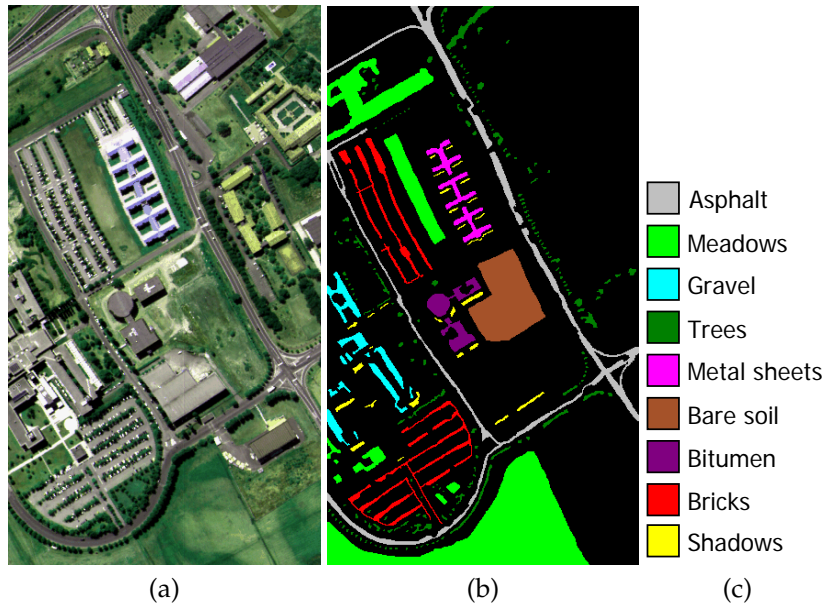 Asphalt
Meadows
Gravel
Trees
Metal sheets
Bare soil
Bitumen
Bricks
Shadows
(a)
(b)
(c)